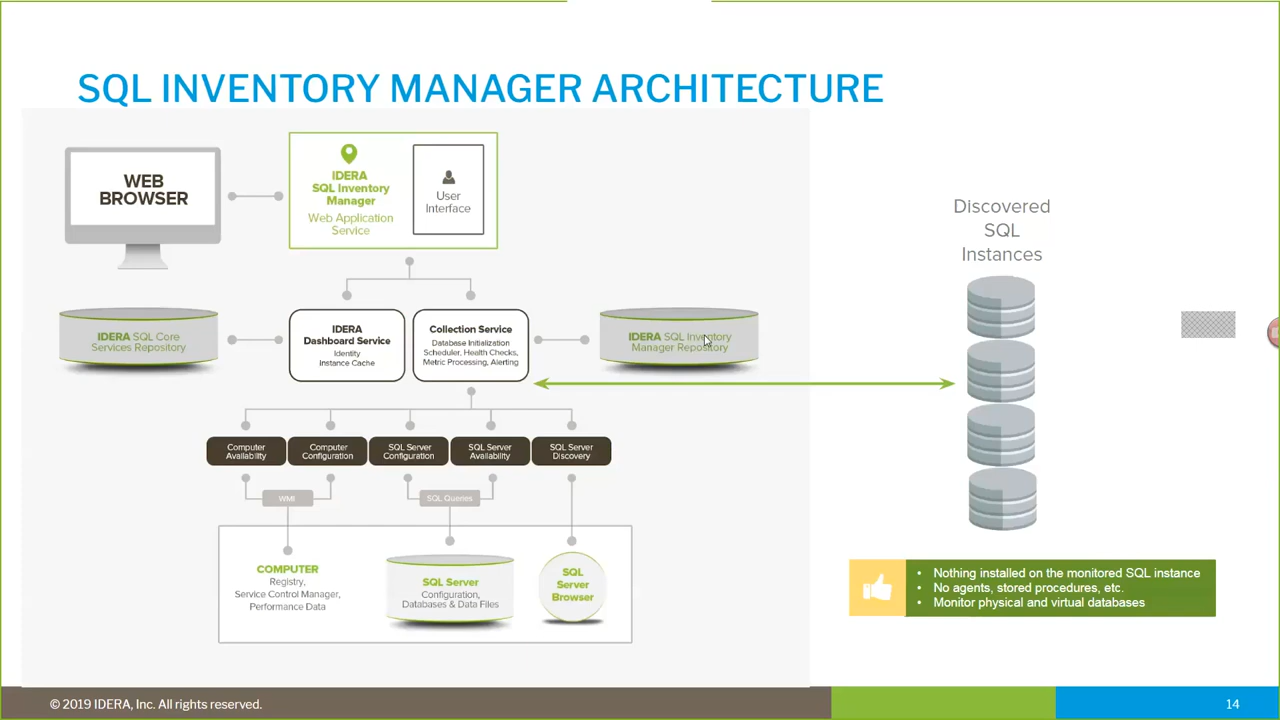 SQL INVENTORY MANAGER ARCHITECTURE
WEB
BROWSER
IDERA
SQL Inventory
Manager
Web Application
Service
User
Interface
IDERA SQL Core
Services Repository
IDERA
Dashboard Service
Identity
Instance Cache
Collection Service
Database Initialization
Scheduler, Health Checks,
Metric Processing, Alerting
IDERA SQL Inventory
Manager Repository
Computer
Availability
Computer
Configuration
SQL Server
Configuration
SQL Server
Availability
SQL Server
Discovery
WMI
SQL Queries
COMPUTER
Registry,
Service Control Manager,
Performance Data
SQL Server
Configuration,
Databases & Data Files
SQL
Server
Browser
Discovered
SQL
Instances
• Nothing installed on the monitored SQL instance
• No agents, stored procedures, etc.
• Monitor physical and virtual databases
© 2019 IDERA, Inc. All rights reserved.
14